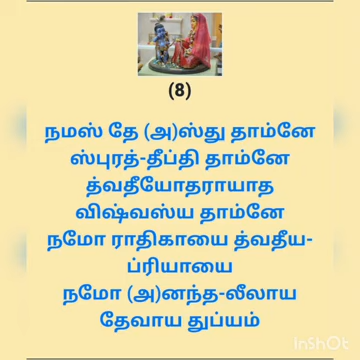 (8)
நமஸ் தே (அ)ஸ்து தாம்னே
ஸ்புரத்-தீப்தி தாம்னே
த்வதீயோதராயாத
விஷ்வஸ்ய தாம்னே
நமோ ராதிகாயை த்வதீய-
ப்ரியாயை
நமோ (அ)னந்த-லீலாய
தேவாய துப்யம்
InShOt